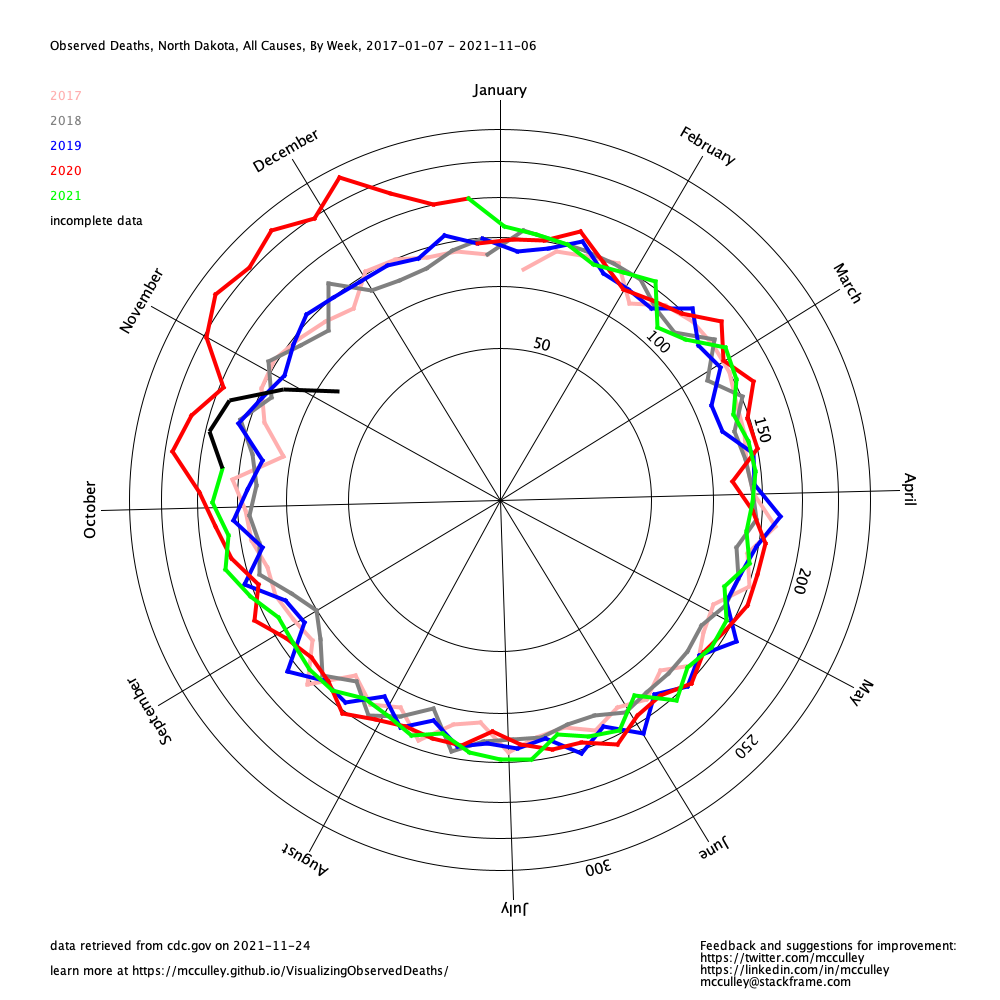 Observed Deaths, North Dakota, All Causes, By Week, 2017-01-07 - 2021-11-06
January
2017
2018
2019
2020
2021
incomplete data
December
February
November
March
50
100
150
October
April
200
September
May
250
August
June
300
July
data retrieved from cdc.gov on 2021-11-24
learn more at https://mcculley.github.io/VisualizingObservedDeaths/
Feedback and suggestions for improvement:
https://twitter.com/mcculley
https://linkedin.com/in/mcculley
mcculley@stackframe.com